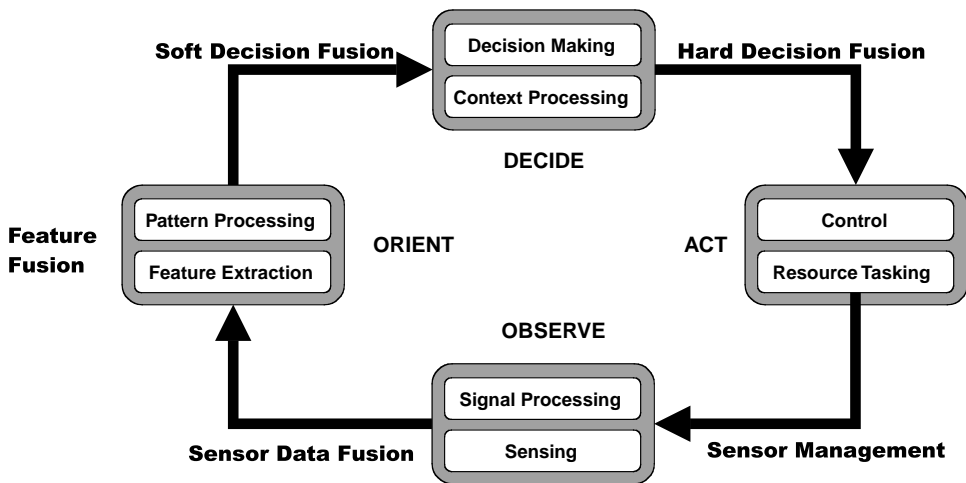 Soft Decision Fusion
Decision Making
Hard Decision Fusion
Context Processing
DECIDE
Pattern Processing
Control
Feature
Fusion
ORIENT
ACT
Feature Extraction
Resource Tasking
OBSERVE
Signal Processing
Sensor Data Fusion
Sensing
Sensor Management